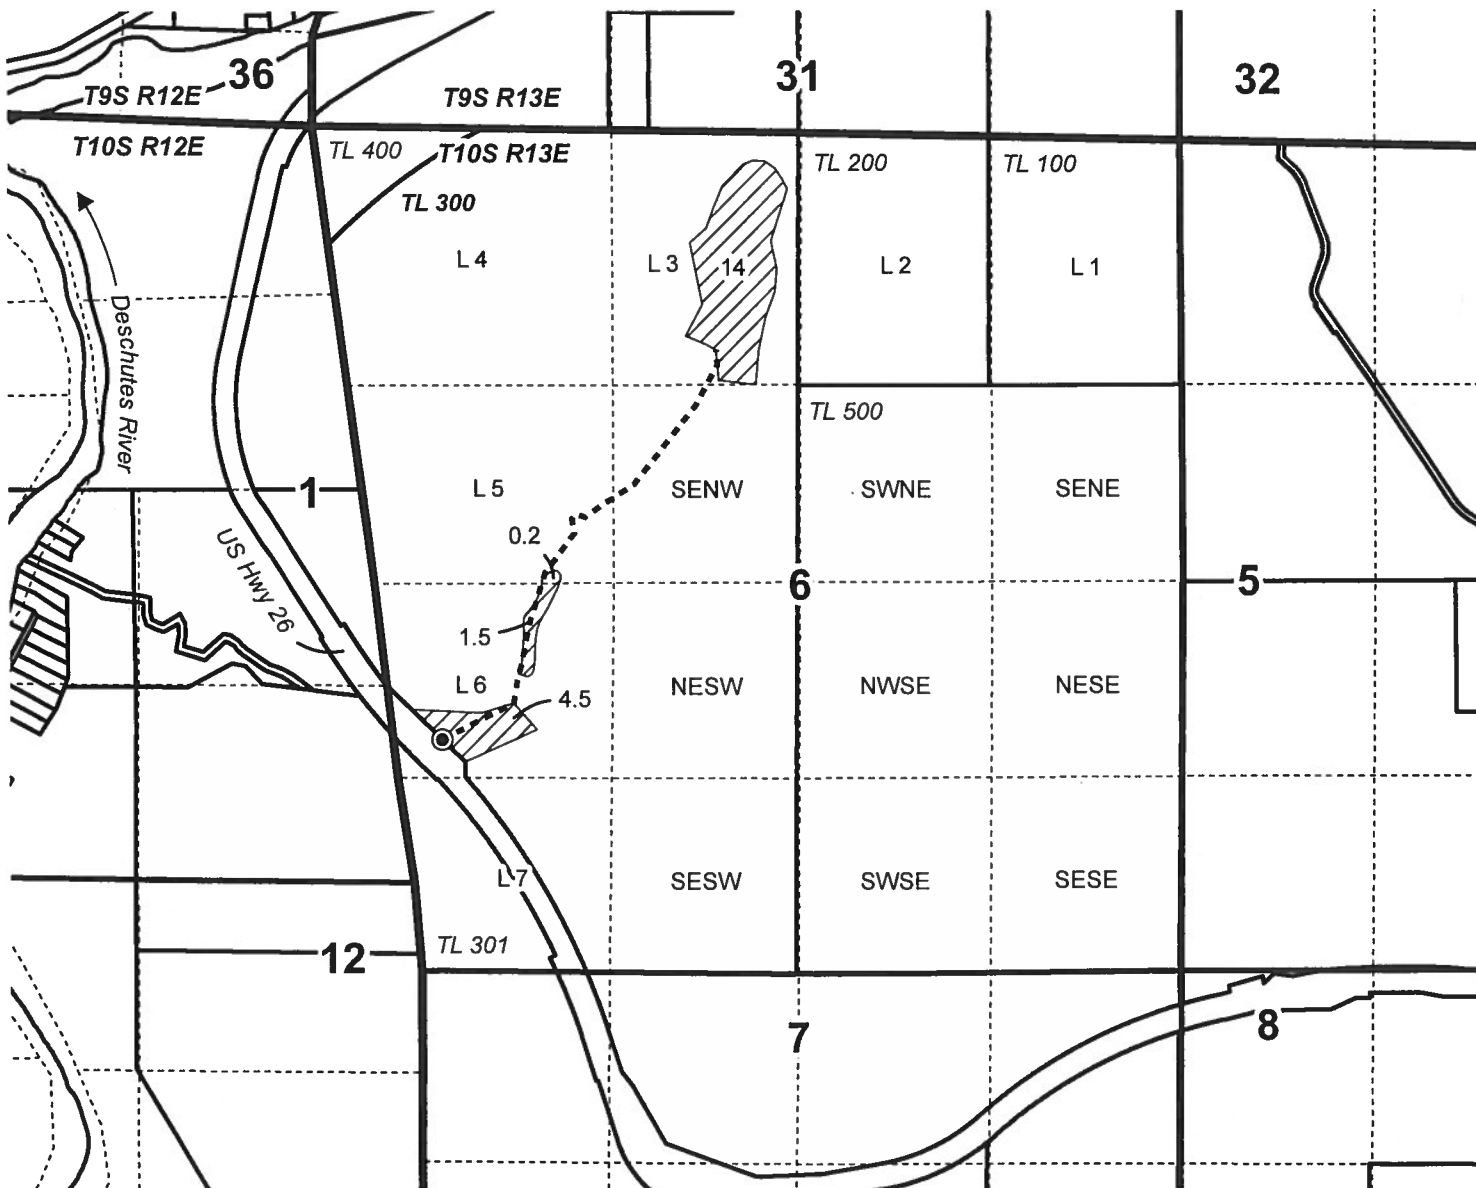 36
31
32
T9S R12E
T9S R13E
T10S R12E
TL 400
T10S R13E
TL 200
TL 100
TL 300
L 4
L 3
14
L 2
L 1
Deschutes River
TL 500
1
L 5
SENW
SWNE
SENE
0.2
US Hwy 26
6
5
1.5
L 6
4.5
NESW
NWSE
NESE
L 7
SESW
SWSE
SESE
12
TL 301
7
8